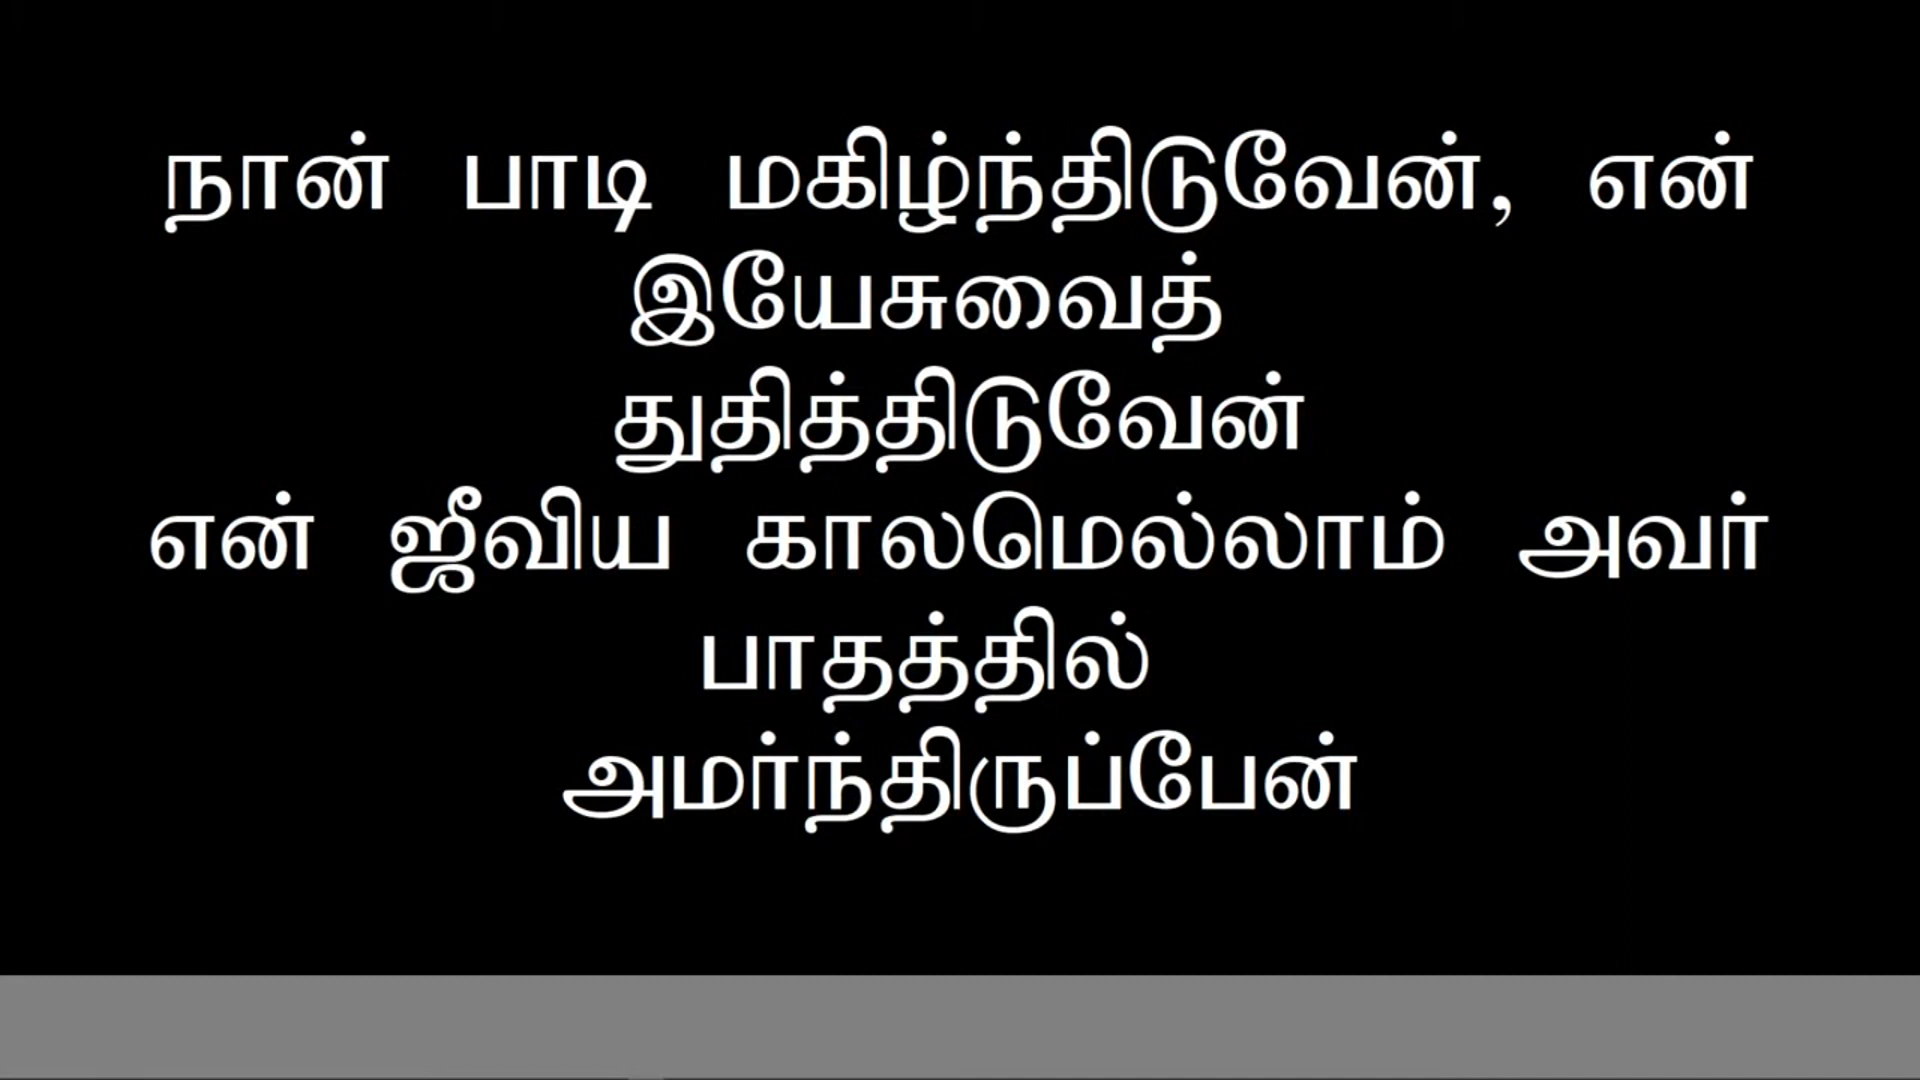 நான் பாடி மகிழ்ந்திடுவேன், என்
இயேசுவைத்
துதித்திடுவேன்
என் ஜீவிய காலமெல்லாம் அவர்
பாதத்தில்
அமர்ந்திருப்பேன்